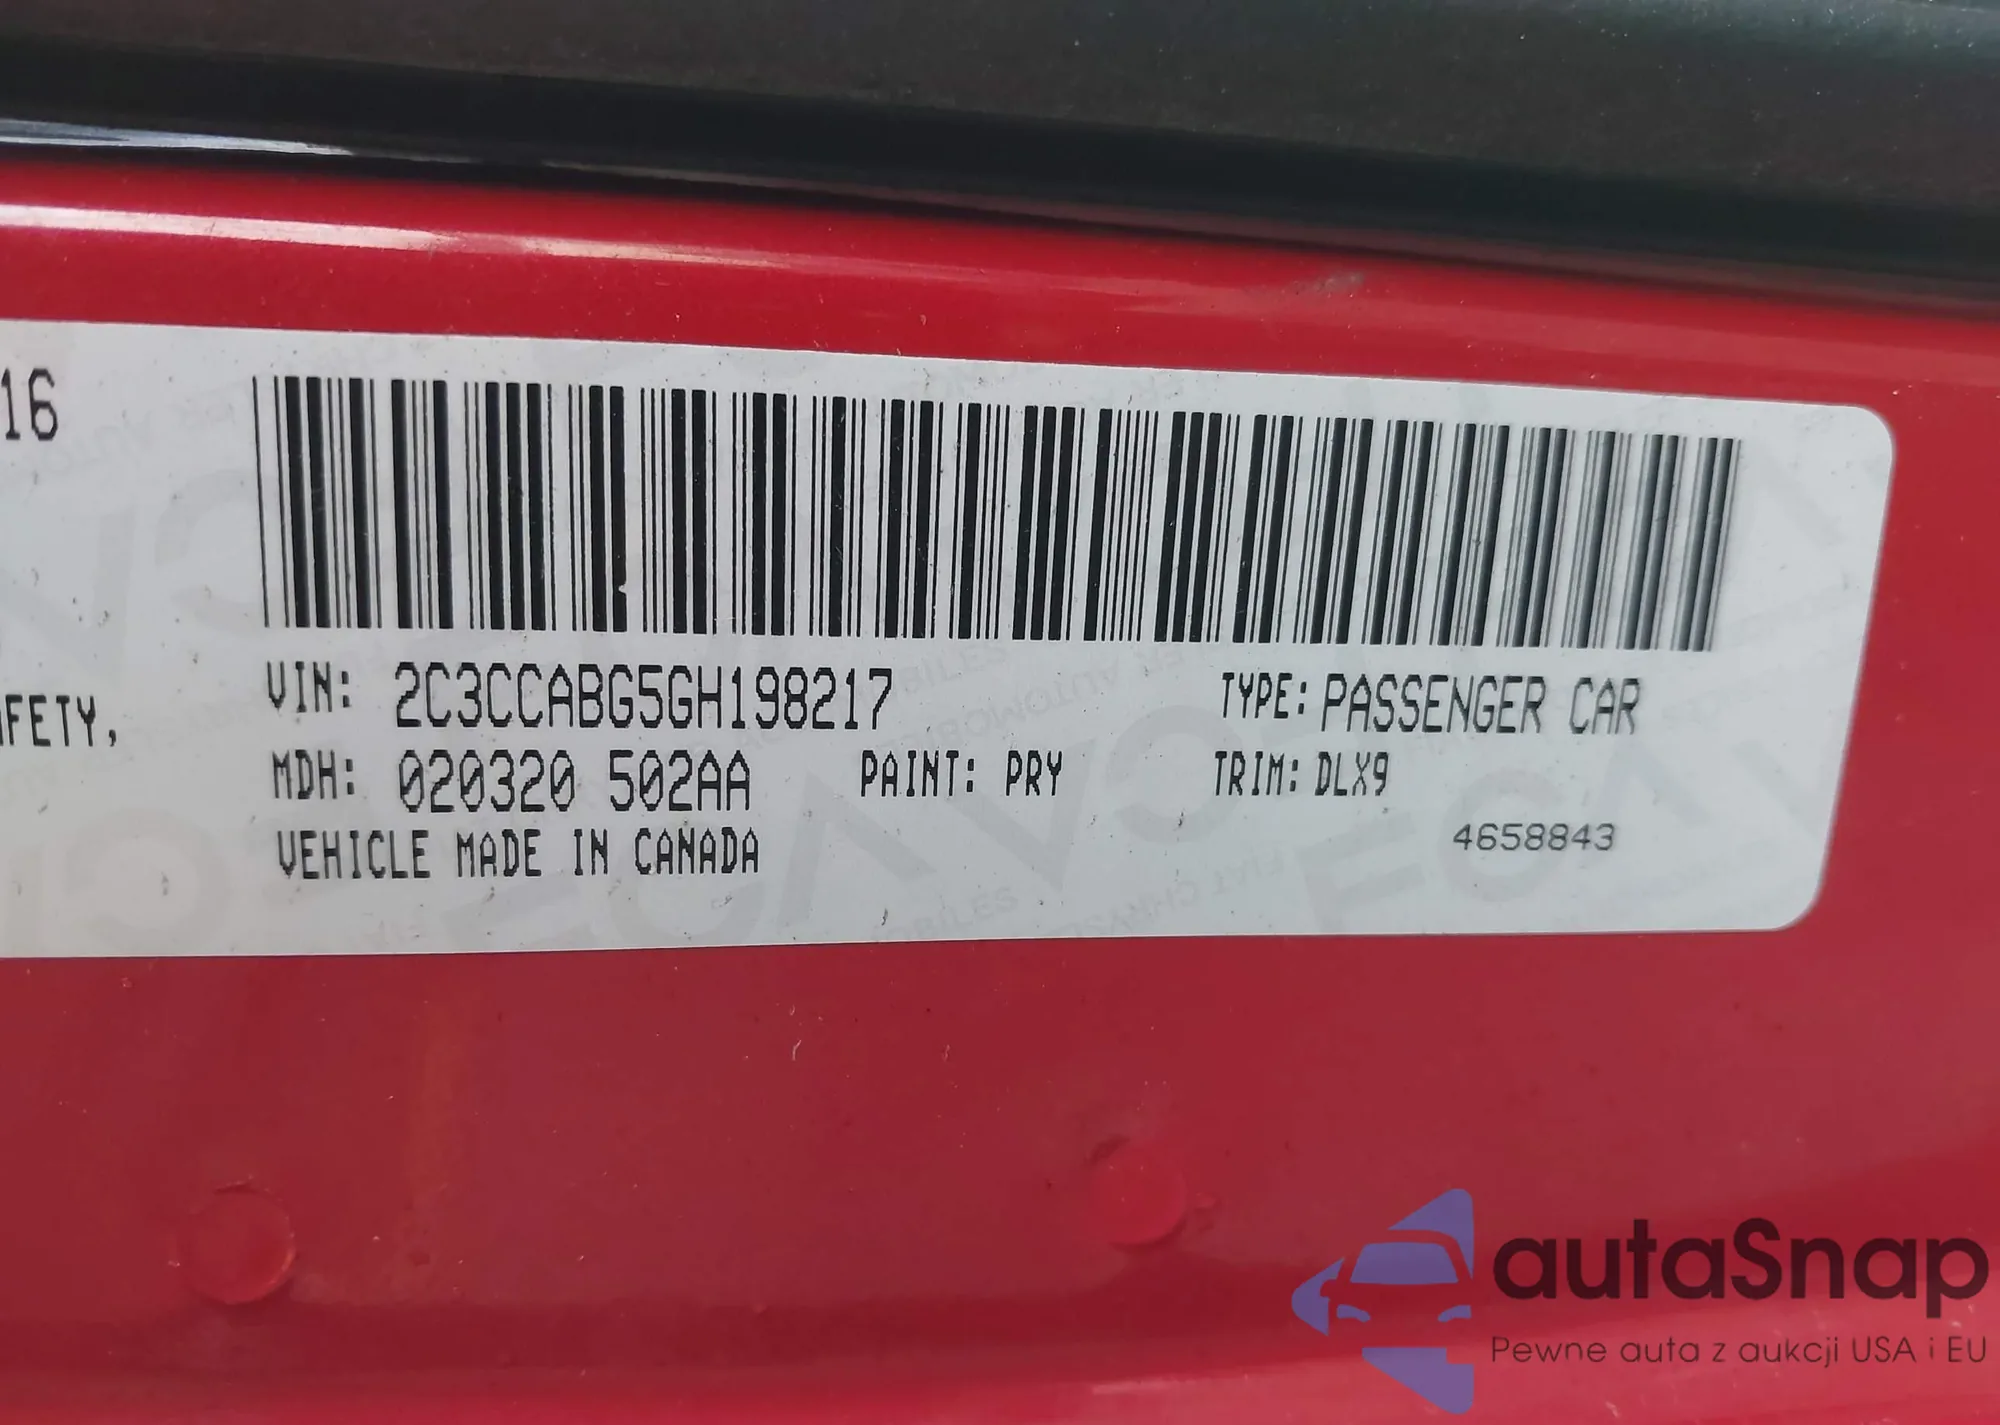 16
FETY,
VIN: 2C3CCABG5GH198217
TYPE: PASSENGER CAR
MDH: 020320 502AA
PAINT: PRY
TRIM: DLX9
VEHICLE MADE IN CANADA
4658843
autaSnap
Pewne auta z aukcji USA i EU